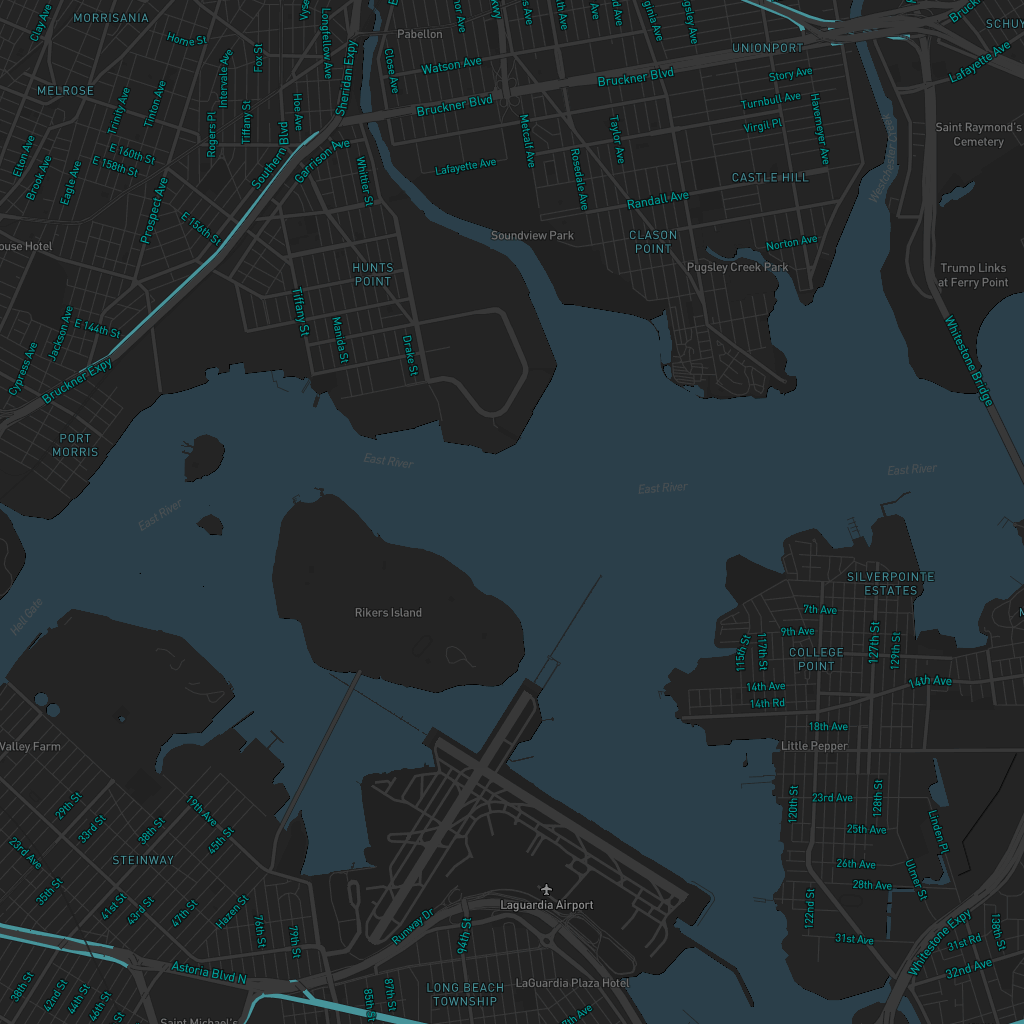 MORRISANIA
Clay Ave
Home St
Longfellow Ave
Fox St
Intervale Ave
Sheridan Expy
Pabellon
Close Ave
Watson Ave
Bruckner Blvd
Bruckner Blvd
UNIONPORT
Story Ave
Turnbull Ave
Virgil Pl
Havemeyer Ave
Lafayette Ave
Saint Raymond's
Cemetery
MELROSE
Trinity Ave
Tinton Ave
Rogers Pl
Tiffany St
Hoe Ave
Southern Blvd
Garrison Ave
Whittier St
Elton Ave
Brook Ave
Eagle Ave
E 160th St
E 158th St
Prospect Ave
E 156th St
Metcalf Ave
Taylor Ave
Rosedale Ave
Lafayette Ave
CASTLE HILL
Randall Ave
Soundview Park
CLASON
POINT
Norton Ave
Pugsley Creek Park
Trump Links
at Ferry Point
ouse Hotel
HUNTS
POINT
Tiffany St
Manida St
Drake St
E 144th St
Jackson Ave
Cypress Ave
Bruckner Expy
Whitestone Bridge
PORT
MORRIS
East River
East River
East River
East River
Hell Gate
Rikers Island
SILVERPOINTE
ESTATES
7th Ave
9th Ave
115th St
117th St
127th St
129th St
COLLEGE
POINT
14th Ave
14th Ave
14th Rd
18th Ave
Little Pepper
Valley Farm
29th St
33rd St
38th St
19th Ave
45th St
23rd Ave
STEINWAY
35th St
41st St
43rd St
47th St
Hazen St
76th St
79th St
Astoria Blvd N
38th St
42nd St
44th St
46th St
Saint Michael's
Runway Dr
94th St
85th St
87th St
Laguardia Airport
LONG BEACH
TOWNSHIP
LaGuardia Plaza Hotel
120th St
23rd Ave
128th St
25th Ave
Linden Pl
26th Ave
28th Ave
Ulmer St
122nd St
31st Ave
Whitestone Expy
138th St
31st Rd
32nd Ave